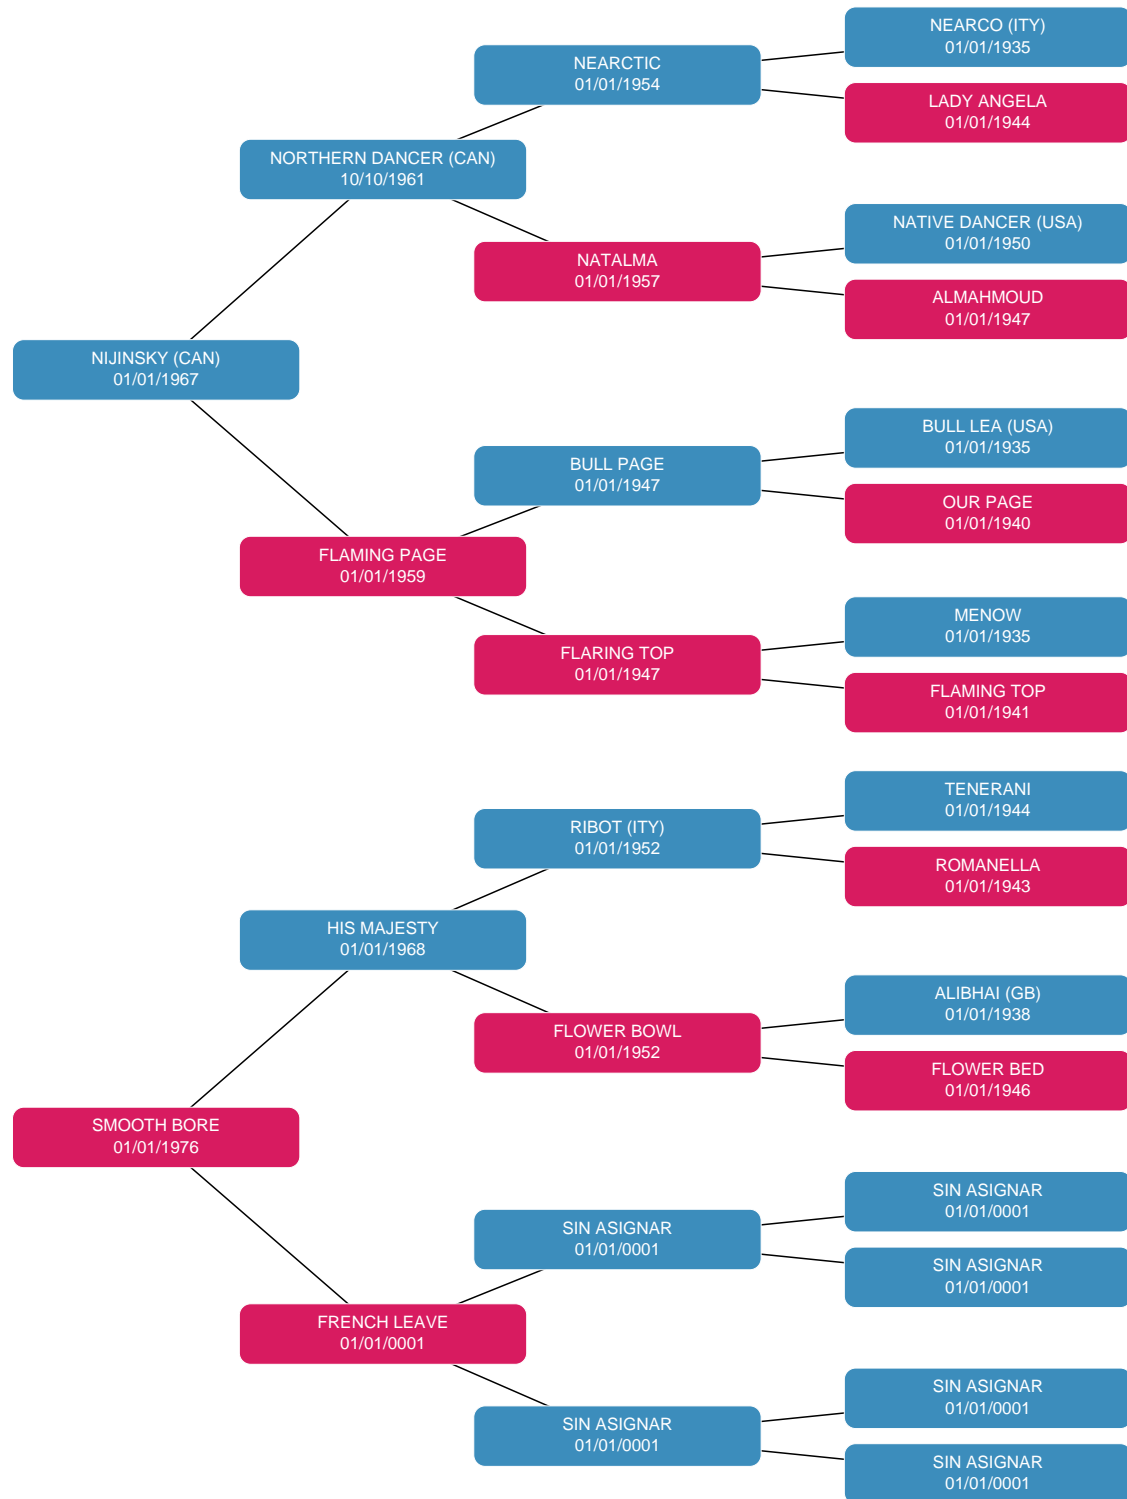 NEARCO (ITY)
01/01/1935
NEARCTIC
01/01/1954
LADY ANGELA
01/01/1944
NORTHERN DANCER (CAN)
10/10/1961
NATIVE DANCER (USA)
01/01/1950
NATALMA
01/01/1957
ALMAHMOUD
01/01/1947
NIJINSKY (CAN)
01/01/1967
BULL LEA (USA)
01/01/1935
BULL PAGE
01/01/1947
OUR PAGE
01/01/1940
FLAMING PAGE
01/01/1959
MENOW
01/01/1935
FLARING TOP
01/01/1947
FLAMING TOP
01/01/1941
TENERANI
01/01/1944
RIBOT (ITY)
01/01/1952
ROMANELLA
01/01/1943
HIS MAJESTY
01/01/1968
ALIBHAI (GB)
01/01/1938
FLOWER BOWL
01/01/1952
FLOWER BED
01/01/1946
SMOOTH BORE
01/01/1976
SIN ASIGNAR
01/01/0001
SIN ASIGNAR
01/01/0001
SIN ASIGNAR
01/01/0001
FRENCH LEAVE
01/01/0001
SIN ASIGNAR
01/01/0001
SIN ASIGNAR
01/01/0001
SIN ASIGNAR
01/01/0001